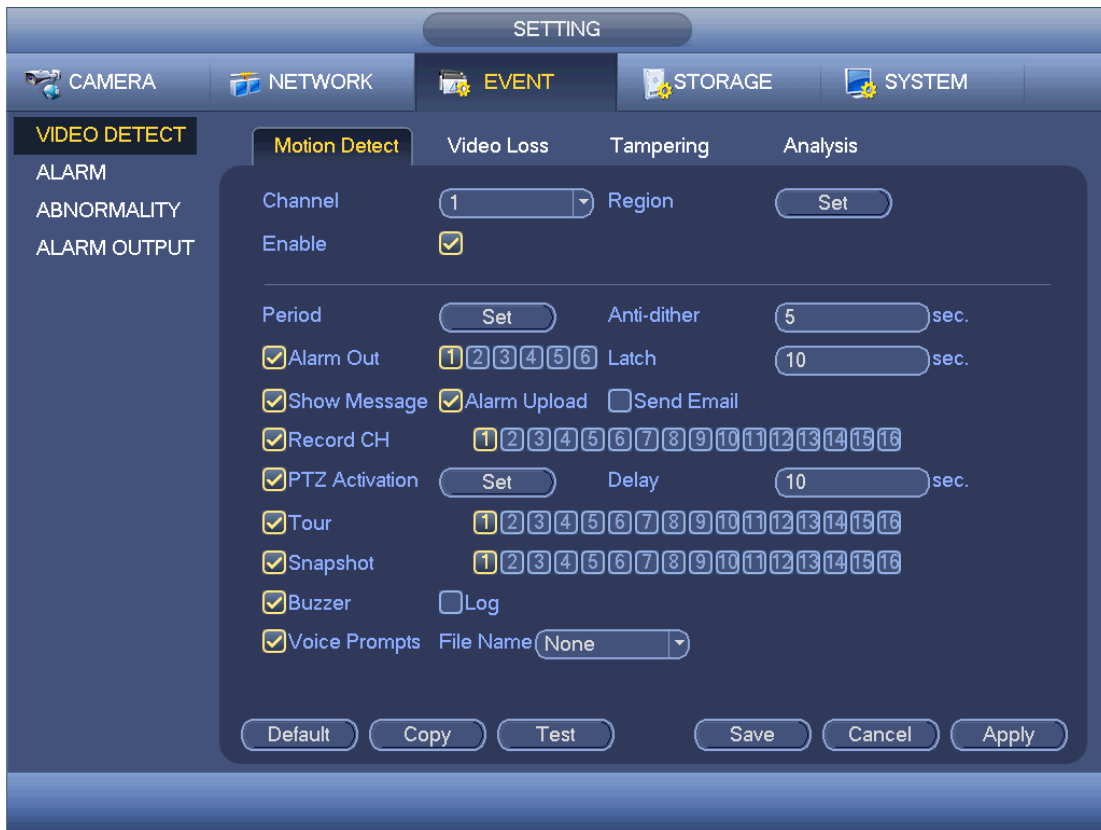 SETTING
CAMERA NETWORK EVENT STORAGE SYSTEM
VIDEO DETECT
ALARM
ABNORMALITY
ALARM OUTPUT
Motion Detect Video Loss Tampering Analysis
Channel 1 Region Set
Enable
Period Set Anti-dither 5 sec.
Alarm Out 1 2 3 4 5 6 Latch 10 sec.
Show Message Alarm Upload Send Email
Record CH 1 2 3 4 5 6 7 8 9 10 11 12 13 14 15 16
PTZ Activation Set Delay 10 sec.
Tour 1 2 3 4 5 6 7 8 9 10 11 12 13 14 15 16
Snapshot 1 2 3 4 5 6 7 8 9 10 11 12 13 14 15 16
Buzzer Log
Voice Prompts File Name None
Default Copy Test Save Cancel Apply